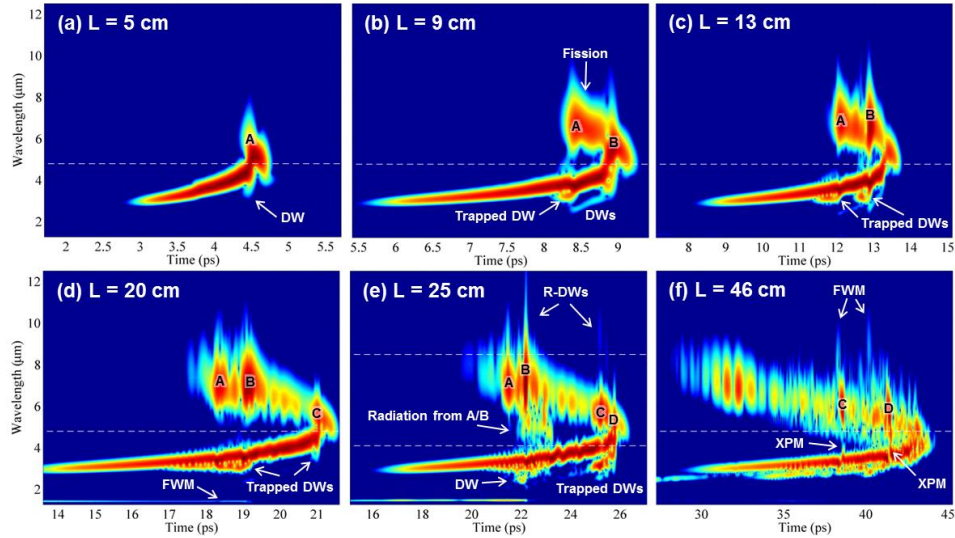 (a) L = 5 cm
(b) L = 9 cm
(c) L = 13 cm
Wavelength (µm)
12
10
8
6
4
2
A
DW
2 2.5 3 3.5 4 4.5 5 5.5
Time (ps)
Fission
A
B
Trapped DW
DWs
5.5 6 6.5 7 7.5 8 8.5 9
Time (ps)
A
B
Trapped DWs
8 9 10 11 12 13 14 15
Time (ps)
(d) L = 20 cm
(e) L = 25 cm
(f) L = 46 cm
Wavelength (µm)
12
10
8
6
4
2
A
B
C
FWM
Trapped DWs
14 15 16 17 18 19 20 21
Time (ps)
R-DWs
A
B
C
D
Radiation from A/B
DW
Trapped DWs
16 18 20 22 24 26
Time (ps)
FWM
C
D
XPM
XPM
30 35 40 45
Time (ps)